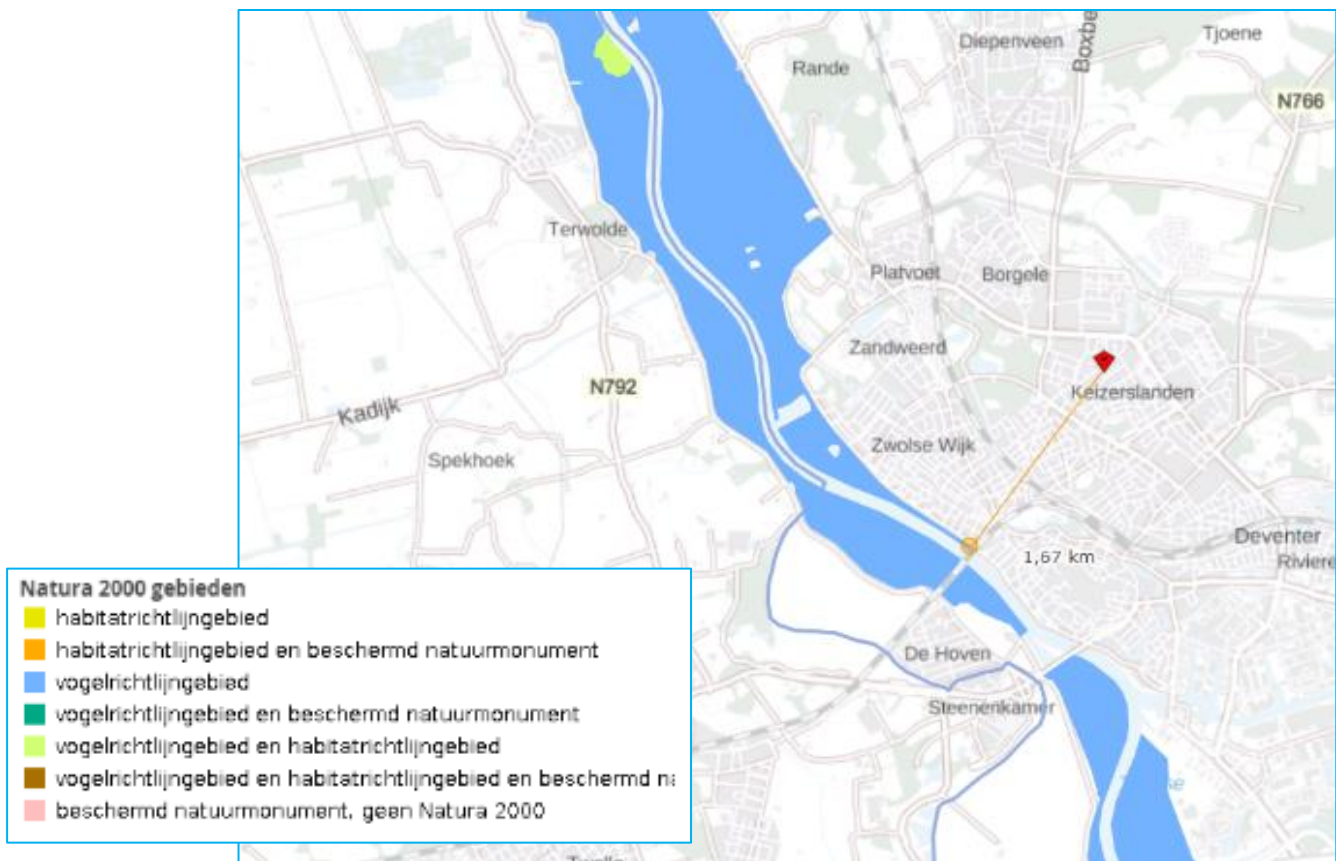 Diepenveen
Boxbe
Tjoene
Rande
N766
Terwolde
Platvoet
Borgele
Zandweerd
N792
Keizerslanden
Kadijk
Zwolse Wijk
Spekhoek
1,67 km
Deventer
Riviere
De Hoven
Steenenkamer
Natura 2000 gebieden
habitatrichtlijngebied
habitatrichtlijngebied en beschermd natuurmonument
vogelrichtlijngebied
vogelrichtlijngebied en beschermd natuurmonument
vogelrichtlijngebied en habitatrichtlijngebied
vogelrichtlijngebied en habitatrichtlijngebied en beschermd na
beschermd natuurmonument, geen Natura 2000